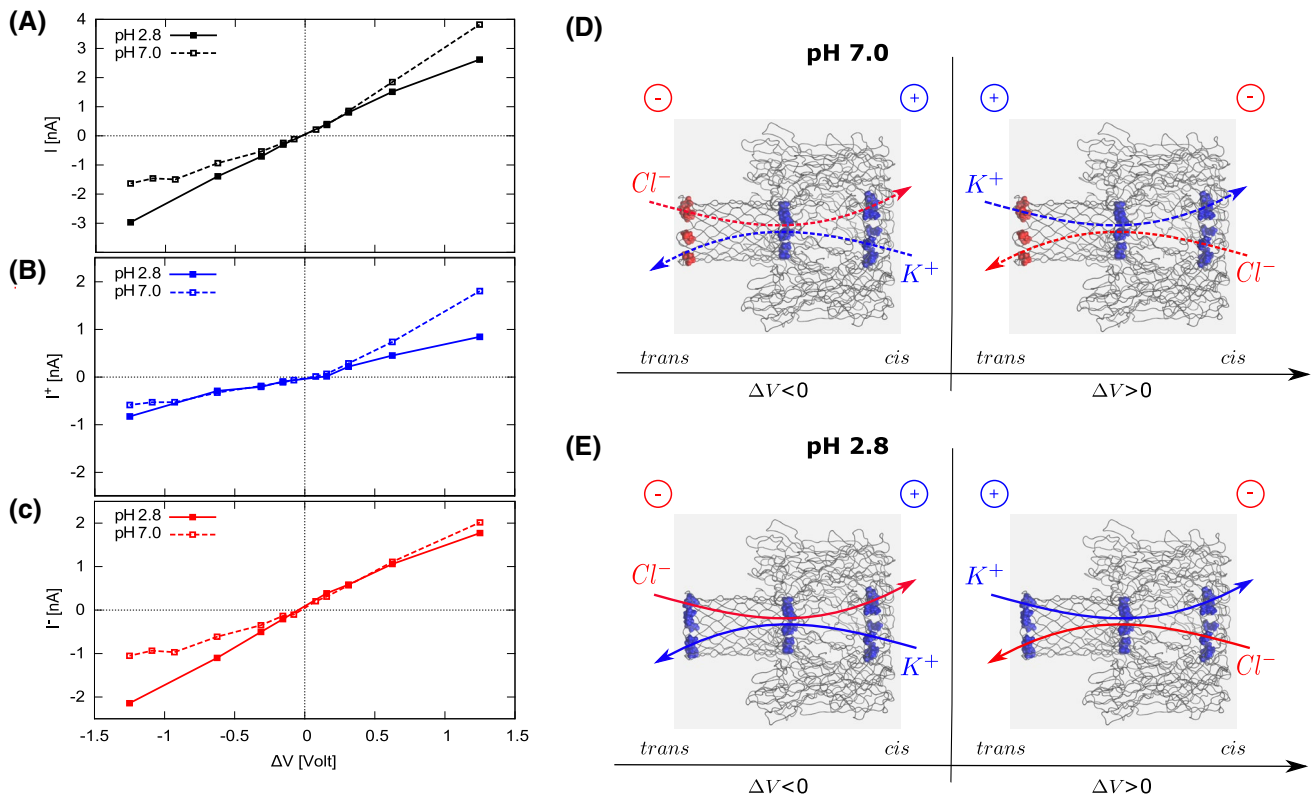 (A)
4
3
2
1
0
-1
-2
-3
I [nA]
pH 2.8
pH 7.0
(B)
2
1
0
-1
-2
I⁺ [nA]
pH 2.8
pH 7.0
(c)
2
1
0
-1
-2
I⁻ [nA]
pH 2.8
pH 7.0
-1.5 -1 -0.5 0 0.5 1 1.5
ΔV [Volt]
(D)
pH 7.0
- + + -
Cl⁻ K⁺
K⁺ Cl⁻
trans cis trans cis
ΔV<0 ΔV>0
(E)
pH 2.8
- + + -
Cl⁻ K⁺
K⁺ Cl⁻
trans cis trans cis
ΔV<0 ΔV>0